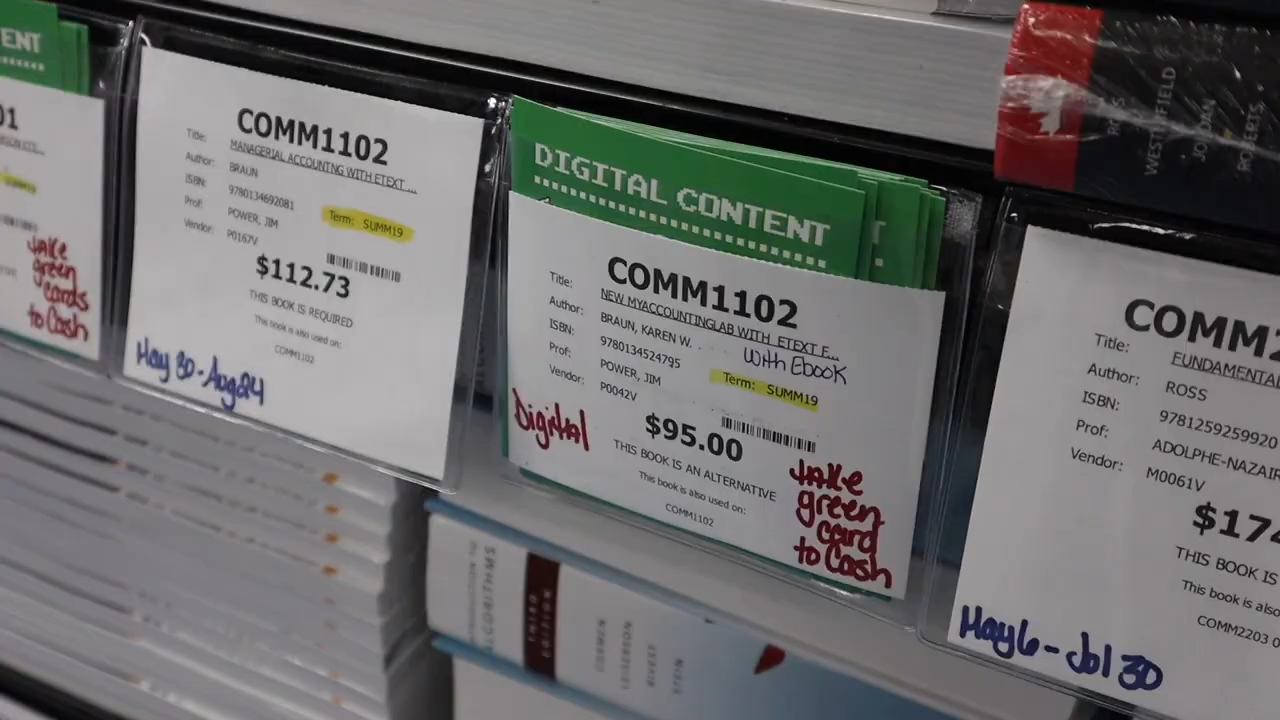 ENT
01
take
green
cards
to Cash
COMM1102
Title: MANAGERIAL ACCOUNTNG WITH ETEXT ...
Author: BRAUN
ISBN: 9780134692081
Prof: POWER, JIM
Term: SUMM19
Vendor: P0167V
$112.73
THIS BOOK IS REQUIRED
This book is also used on:
COMM1102
May 30 - Aug 24
DIGITAL CONTENT
T
COMM1102
Title: NEW MYACCOUNTINGLAB WITH ETEXT F...
Author: BRAUN, KAREN W.
With Ebook
ISBN: 9780134524795
Prof: POWER, JIM
Term: SUMM19
Vendor: P0042V
$95.00
Digital
THIS BOOK IS AN ALTERNATIVE
This book is also used on:
COMM1102
take
green
card
to Cash
ROSS
WESTERFIELD
JORDAN
ROBERTS
COMM2
Title: FUNDAMENTAL
Author: ROSS
ISBN: 9781259259920
Prof: ADOLPHE-NAZAIR
Vendor: M0061V
$174
THIS BOOK IS
This book is also
COMM2203 0
May 6 - Jul 30
ALGORITHMS
THIRD
EDITION
CORMEN
LEISERSON
RIVEST
STEIN